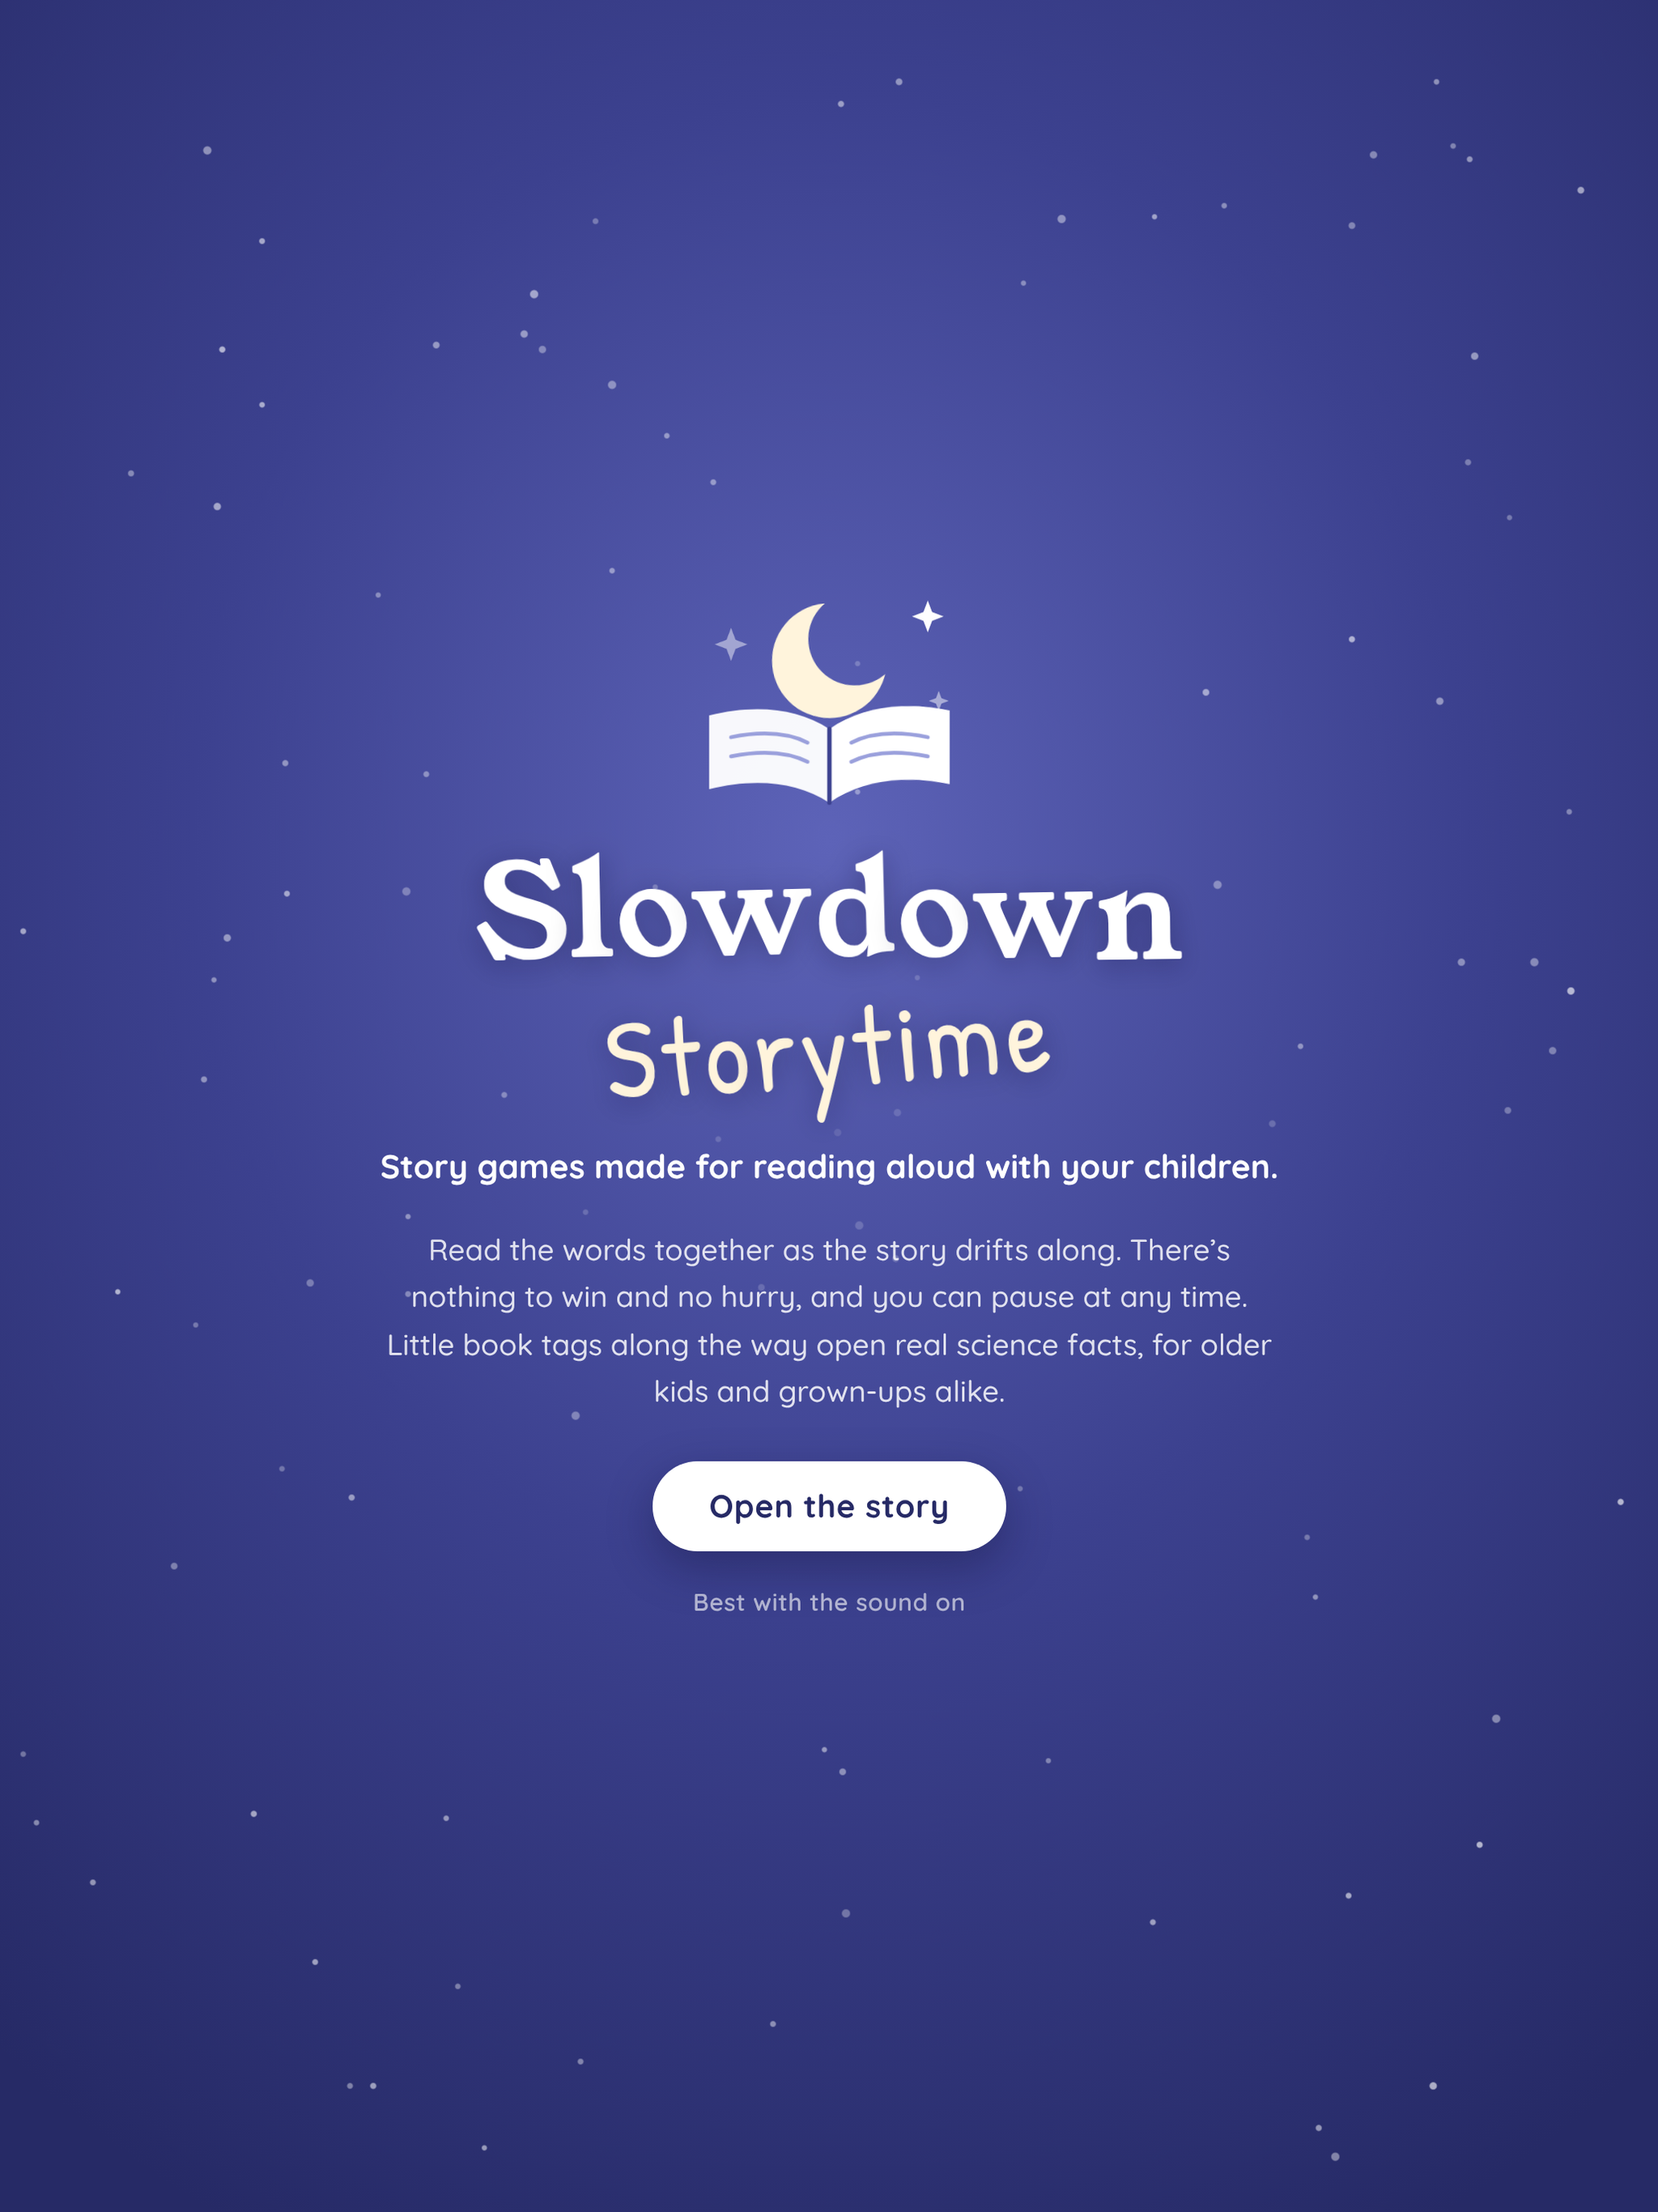 Slowdown
Storytime
Story games made for reading aloud with your children.
Read the words together as the story drifts along. There’s
nothing to win and no hurry, and you can pause at any time.
Little book tags along the way open real science facts, for older
kids and grown-ups alike.
Open the story
Best with the sound on